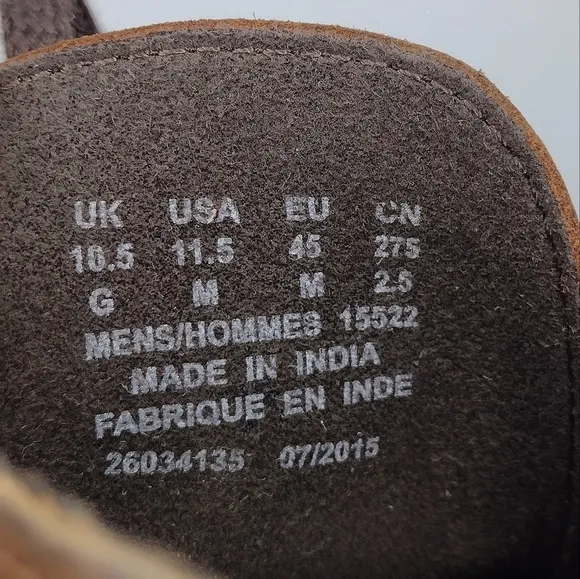 UK USA EU CN
10.5 11.5 45 275
G M M 2.5
MENS/HOMMES 15522
MADE IN INDIA
FABRIQUE EN INDE
26034135 07/2015